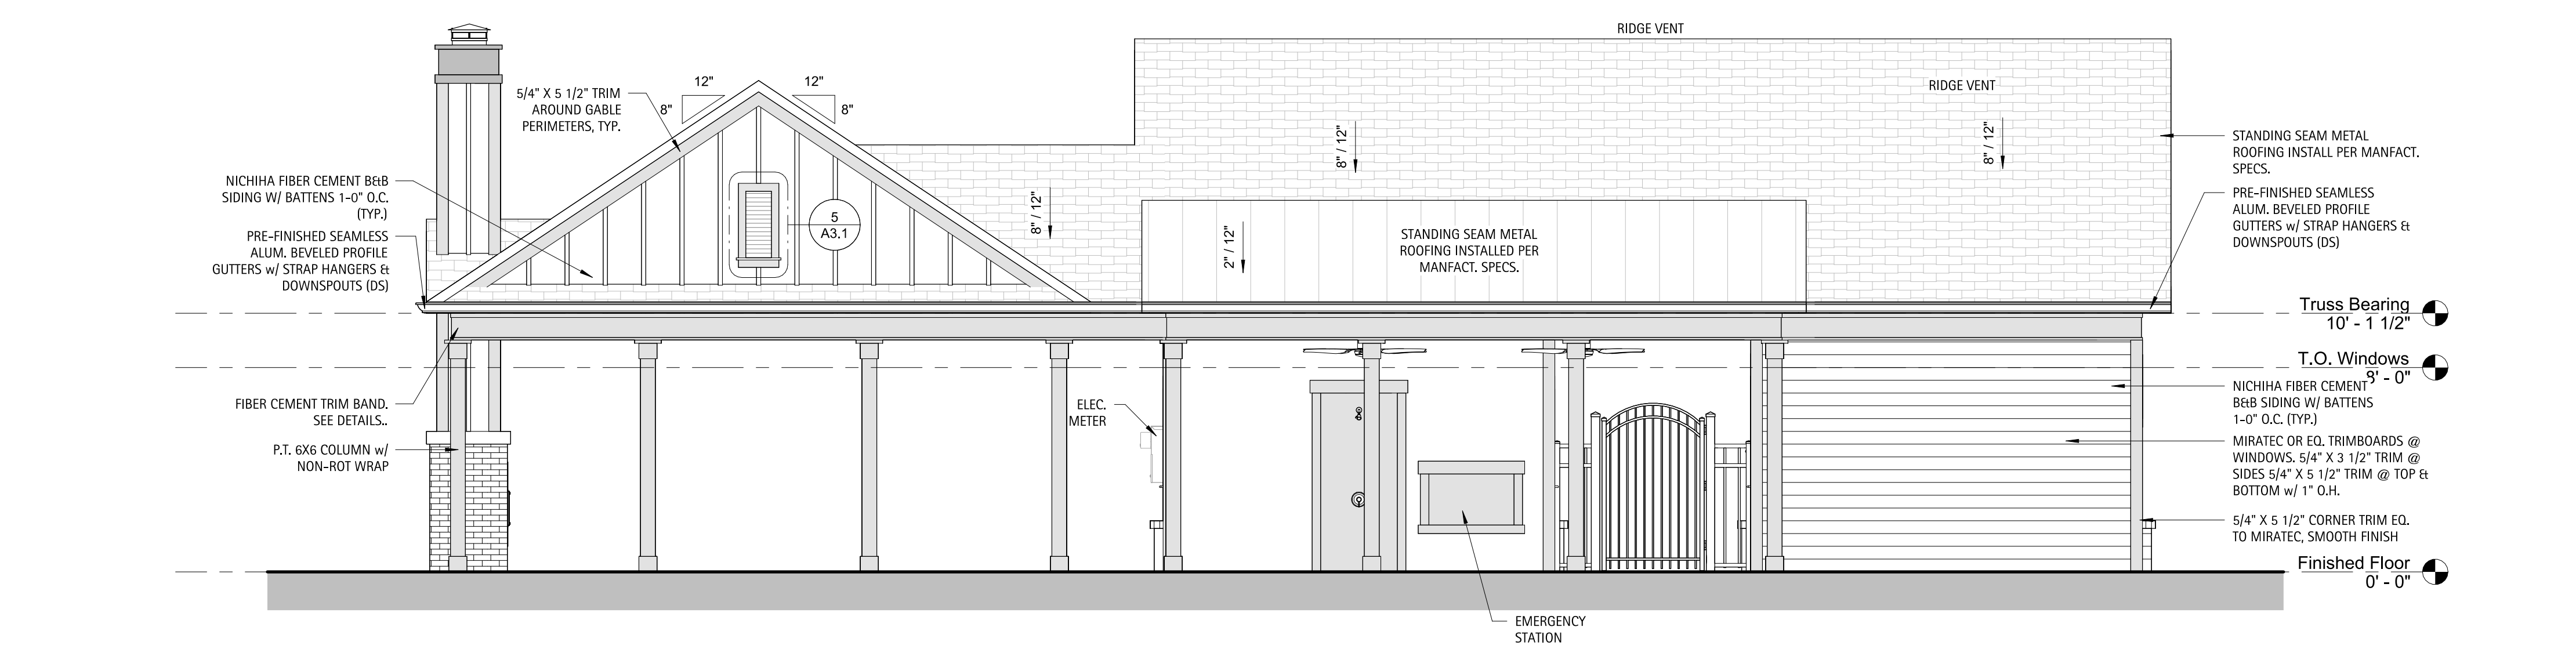 RIDGE VENT
12"
12"
8"
8"
5/4" X 5 1/2" TRIM
AROUND GABLE
PERIMETERS, TYP.
RIDGE VENT
8" / 12"
8" / 12"
STANDING SEAM METAL
ROOFING INSTALL PER MANFACT.
SPECS.
NICHIHA FIBER CEMENT B&B
SIDING W/ BATTENS 1-0" O.C.
(TYP.)
PRE-FINISHED SEAMLESS
ALUM. BEVELED PROFILE
GUTTERS w/ STRAP HANGERS &
DOWNSPOUTS (DS)
5
A3.1
8" / 12"
2" / 12"
STANDING SEAM METAL
ROOFING INSTALLED PER
MANFACT. SPECS.
PRE-FINISHED SEAMLESS
ALUM. BEVELED PROFILE
GUTTERS w/ STRAP HANGERS &
DOWNSPOUTS (DS)
Truss Bearing
10' - 1 1/2"
T.O. Windows
8' - 0"
FIBER CEMENT TRIM BAND.
SEE DETAILS..
P.T. 6X6 COLUMN w/
NON-ROT WRAP
ELEC.
METER
NICHIHA FIBER CEMENT
B&B SIDING W/ BATTENS
1-0" O.C. (TYP.)
MIRATEC OR EQ. TRIMBOARDS @
WINDOWS. 5/4" X 3 1/2" TRIM @
SIDES 5/4" X 5 1/2" TRIM @ TOP &
BOTTOM w/ 1" O.H.
5/4" X 5 1/2" CORNER TRIM EQ.
TO MIRATEC, SMOOTH FINISH
Finished Floor
0' - 0"
EMERGENCY
STATION